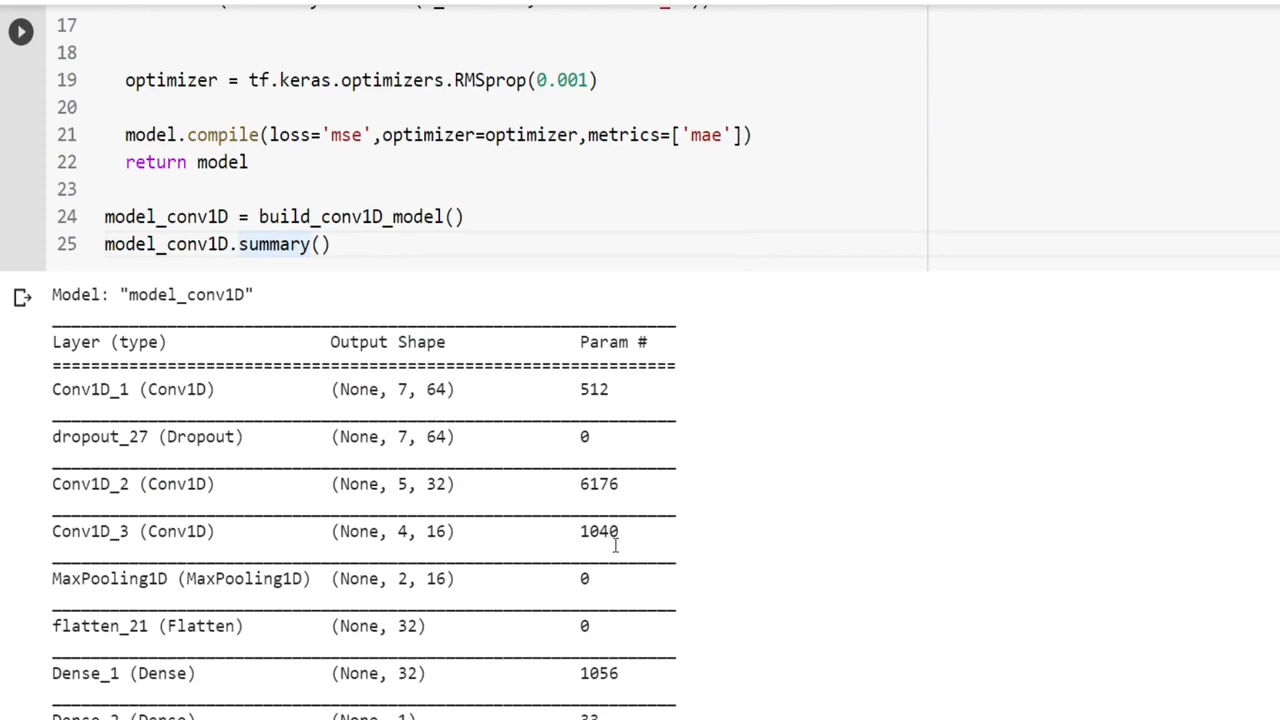 17
18
19 optimizer = tf.keras.optimizers.RMSprop(0.001)
20
21 model.compile(loss='mse',optimizer=optimizer,metrics=['mae'])
22 return model
23
24 model_conv1D = build_conv1D_model()
25 model_conv1D.summary()
Model: "model_conv1D"
Layer (type) Output Shape Param #
Conv1D_1 (Conv1D) (None, 7, 64) 512
dropout_27 (Dropout) (None, 7, 64) 0
Conv1D_2 (Conv1D) (None, 5, 32) 6176
Conv1D_3 (Conv1D) (None, 4, 16) 1040
MaxPooling1D (MaxPooling1D) (None, 2, 16) 0
flatten_21 (Flatten) (None, 32) 0
Dense_1 (Dense) (None, 32) 1056